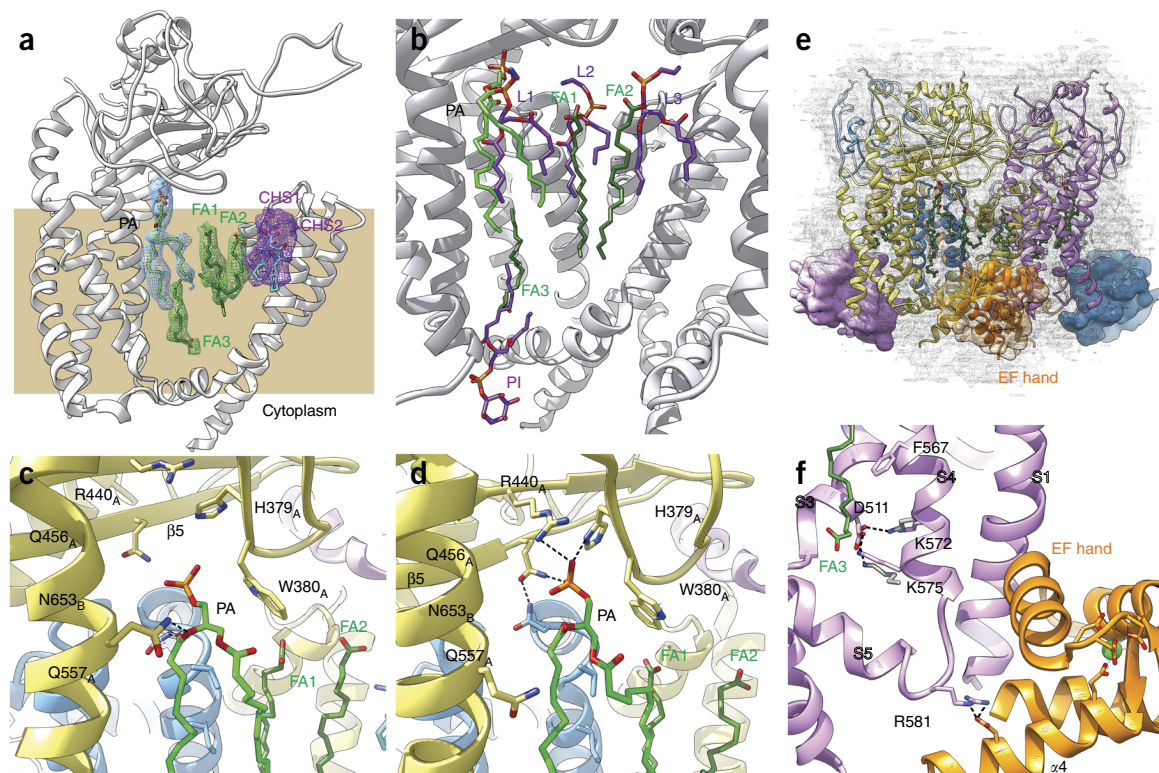 a
PA
FA1
FA2
CHS1
CHS2
FA3
Cytoplasm
b
PA
L1
L2
FA1
FA2
L3
FA3
PI
e
EF hand
c
R440A
β5
H379A
Q456A
W380A
N653B
PA
Q557A
FA1
FA2
d
R440A
H379A
Q456A
β5
W380A
N653B
PA
Q557A
FA1
FA2
f
F567
S4
S1
S3
D511
K572
FA3
K575
EF hand
S5
R581
α4